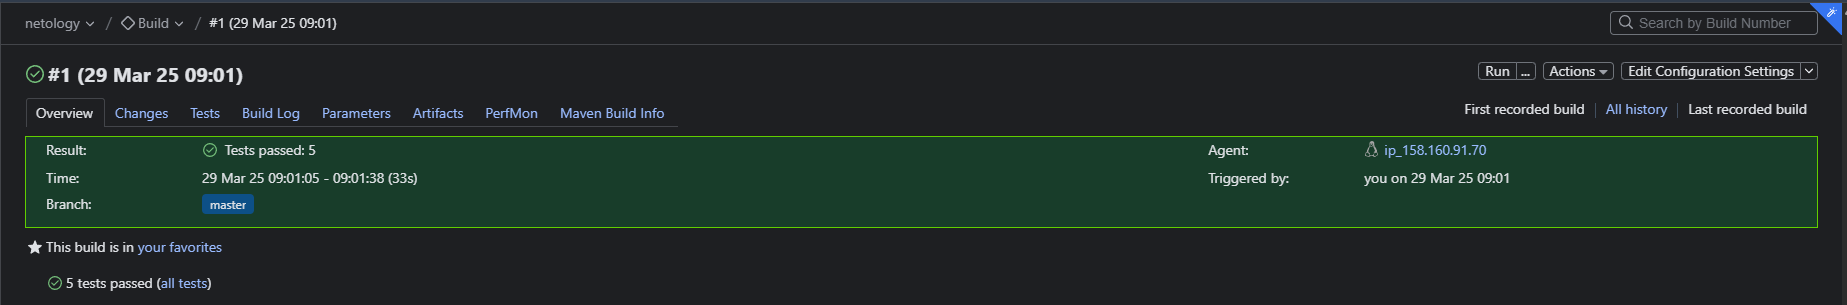 netology / Build / #1 (29 Mar 25 09:01)
Search by Build Number
#1 (29 Mar 25 09:01)
Run ... Actions Edit Configuration Settings
Overview Changes Tests Build Log Parameters Artifacts PerfMon Maven Build Info
First recorded build All history Last recorded build
Result: Tests passed: 5
Agent: ip_158.160.91.70
Time: 29 Mar 25 09:01:05 - 09:01:38 (33s)
Triggered by: you on 29 Mar 25 09:01
Branch: master
This build is in your favorites
5 tests passed (all tests)